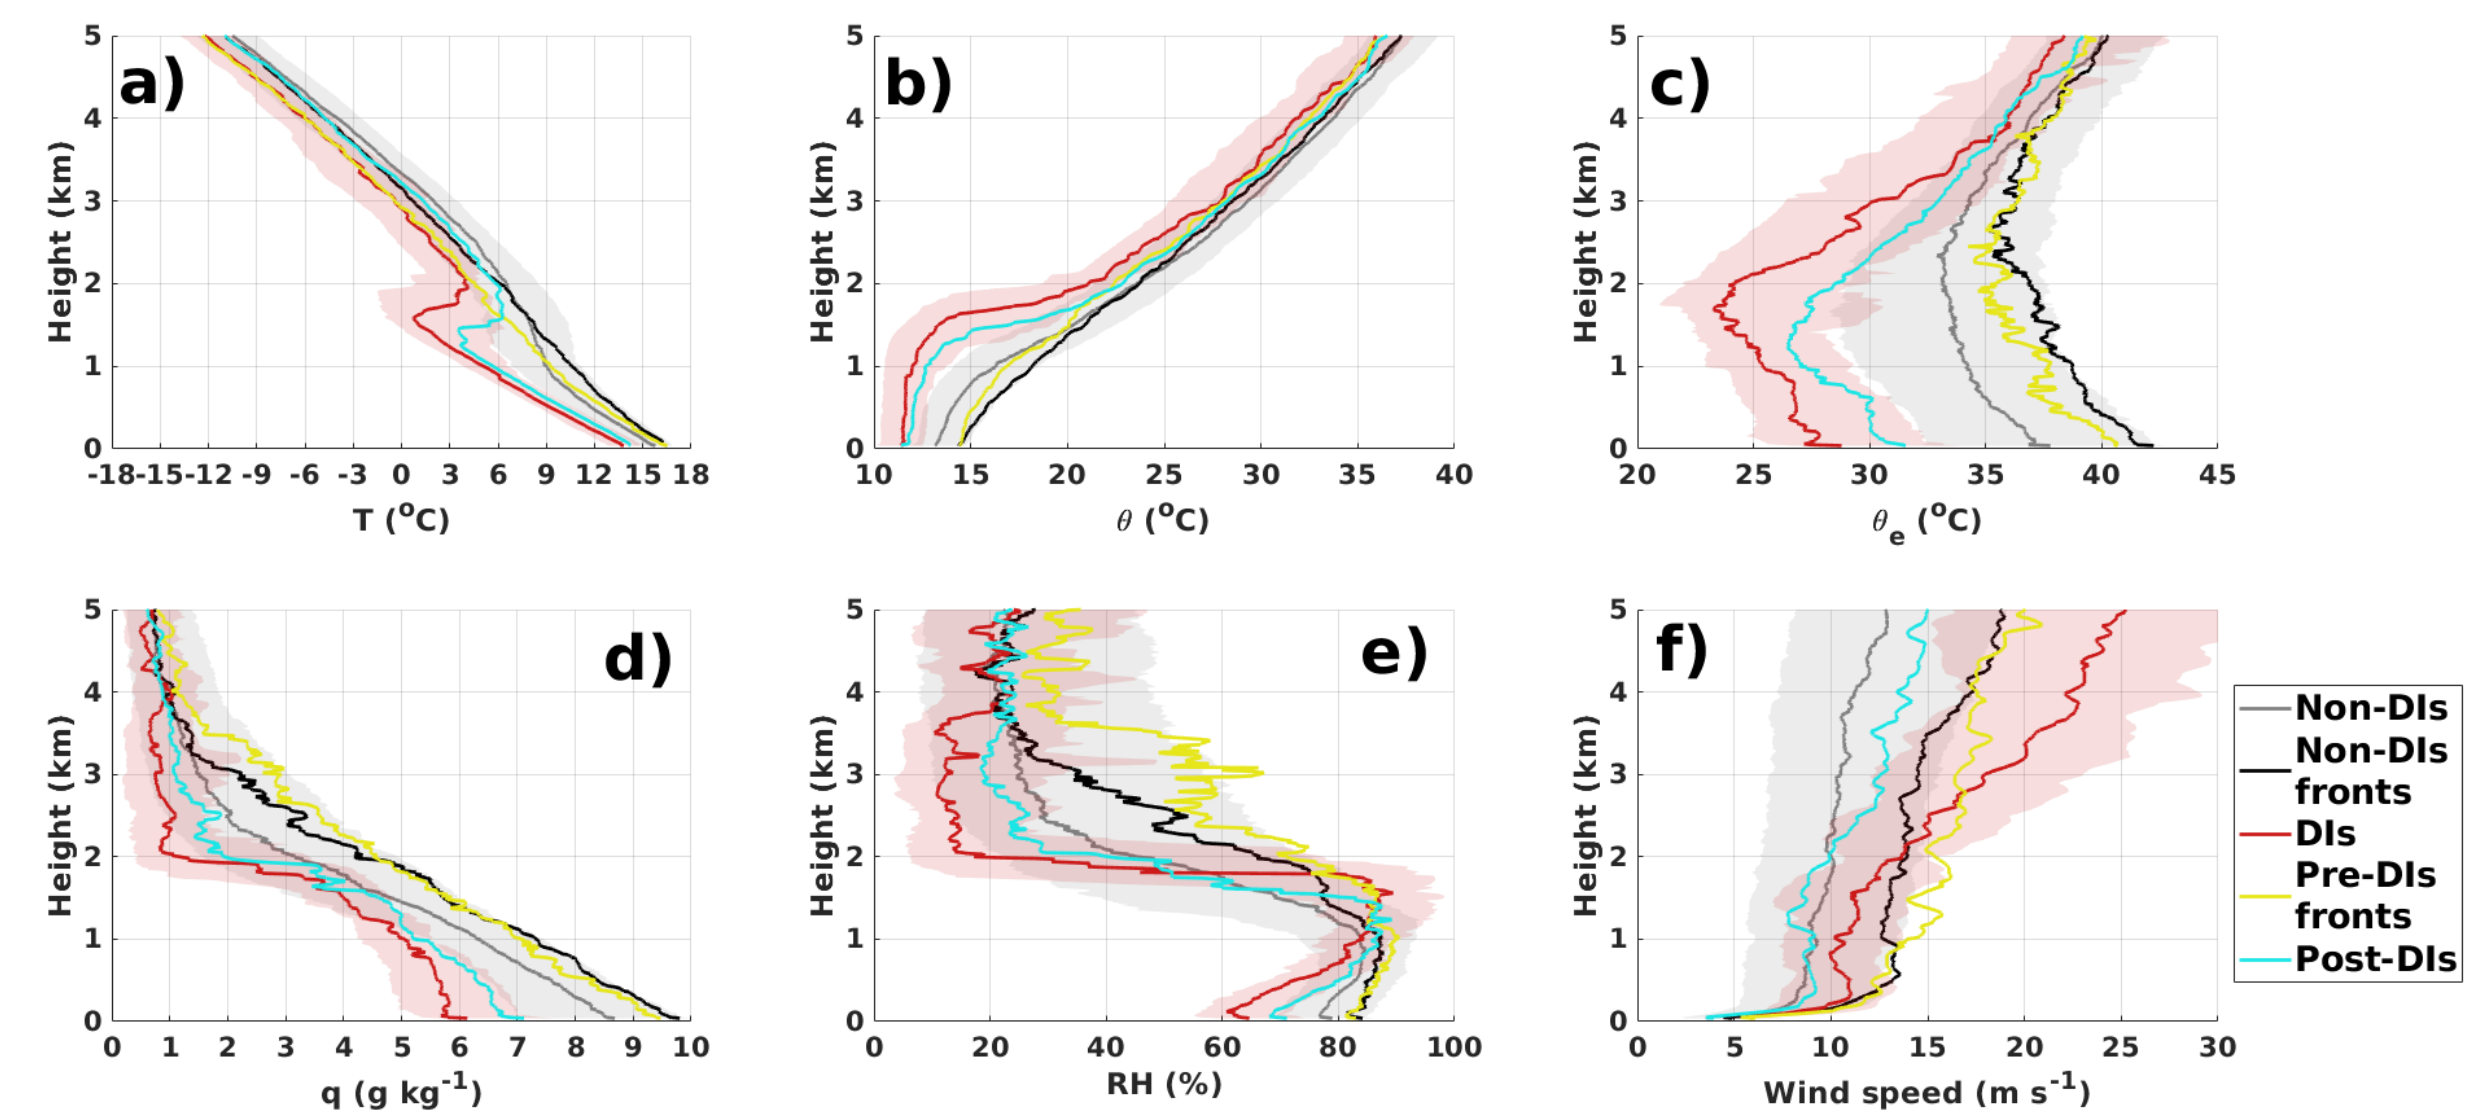 a)
5
4
3
2
1
0
Height (km)
-18 -15 -12 -9 -6 -3 0 3 6 9 12 15 18
T (°C)
b)
5
4
3
2
1
0
Height (km)
10 15 20 25 30 35 40
θ (°C)
c)
5
4
3
2
1
0
Height (km)
20 25 30 35 40 45
θe (°C)
d)
5
4
3
2
1
0
Height (km)
0 1 2 3 4 5 6 7 8 9 10
q (g kg-1)
e)
5
4
3
2
1
0
Height (km)
0 20 40 60 80 100
RH (%)
f)
5
4
3
2
1
0
Height (km)
0 5 10 15 20 25 30
Wind speed (m s-1)
Non-DIs
Non-DIs
fronts
DIs
Pre-DIs
fronts
Post-DIs